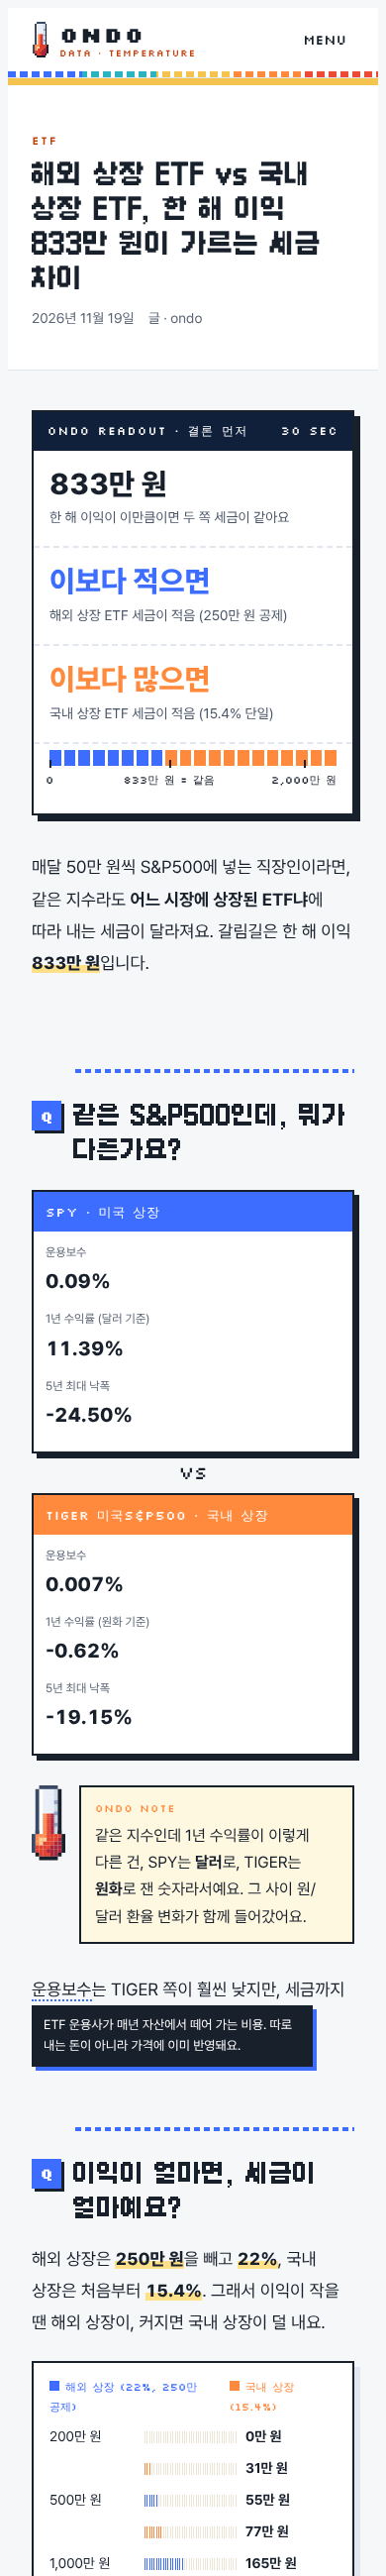 ONDO
DATA · TEMPERATURE
MENU
ETF
해외 상장 ETF vs 국내
상장 ETF, 한 해 이익
833만 원이 가르는 세금
차이
2026년 11월 19일 글 · ondo
ONDO READOUT · 결론 먼저 30 SEC
833만 원
한 해 이익이 이만큼이면 두 쪽 세금이 같아요
이보다 적으면
해외 상장 ETF 세금이 적음 (250만 원 공제)
이보다 많으면
국내 상장 ETF 세금이 적음 (15.4% 단일)
0 833만 원 = 같음 2,000만 원
매달 50만 원씩 S&P500에 넣는 직장인이라면,
같은 지수라도 어느 시장에 상장된 ETF냐에
따라 내는 세금이 달라져요. 갈림길은 한 해 이익
833만 원입니다.
Q 같은 S&P500인데, 뭐가
다른가요?
SPY · 미국 상장
운용보수
0.09%
1년 수익률 (달러 기준)
11.39%
5년 최대 낙폭
-24.50%
VS
TIGER 미국S&P500 · 국내 상장
운용보수
0.007%
1년 수익률 (원화 기준)
-0.62%
5년 최대 낙폭
-19.15%
ONDO NOTE
같은 지수인데 1년 수익률이 이렇게
다른 건, SPY는 달러로, TIGER는
원화로 잰 숫자라서예요. 그 사이 원/
달러 환율 변화가 함께 들어갔어요.
운용보수는 TIGER 쪽이 훨씬 낮지만, 세금까지
ETF 운용사가 매년 자산에서 떼어 가는 비용. 따로
내는 돈이 아니라 가격에 이미 반영돼요.
Q 이익이 얼마면, 세금이
얼마예요?
해외 상장은 250만 원을 빼고 22%, 국내
상장은 처음부터 15.4%. 그래서 이익이 작을
땐 해외 상장이, 커지면 국내 상장이 덜 내요.
해외 상장 (22%, 250만 국내 상장
공제) (15.4%)
200만 원 0만 원
31만 원
500만 원 55만 원
77만 원
1,000만 원 165만 원